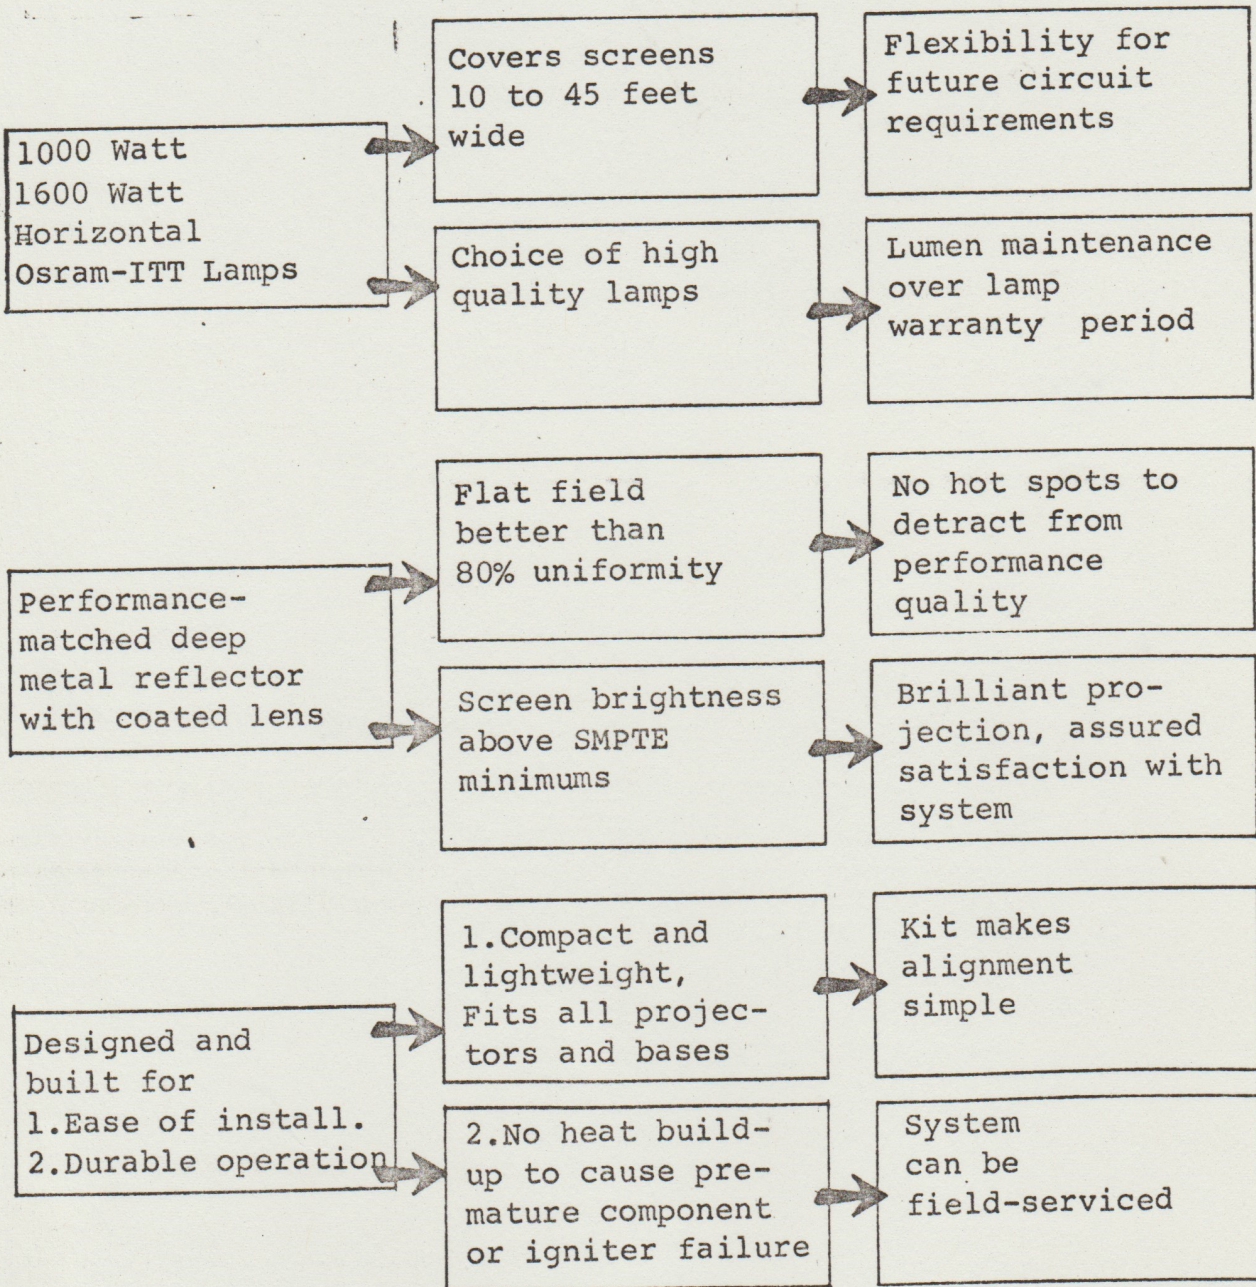 1000 Watt
1600 Watt
Horizontal
Osram-ITT Lamps
Covers screens
10 to 45 feet
wide
Flexibility for
future circuit
requirements
Choice of high
quality lamps
Lumen maintenance
over lamp
warranty period
Performance-
matched deep
metal reflector
with coated lens
Flat field
better than
80% uniformity
No hot spots to
detract from
performance
quality
Screen brightness
above SMPTE
minimums
Brilliant pro-
jection, assured
satisfaction with
system
Designed and
built for
1.Ease of install.
2.Durable operation
1.Compact and
lightweight,
Fits all projec-
tors and bases
Kit makes
alignment
simple
2.No heat build-
up to cause pre-
mature component
or igniter failure
System
can be
field-serviced